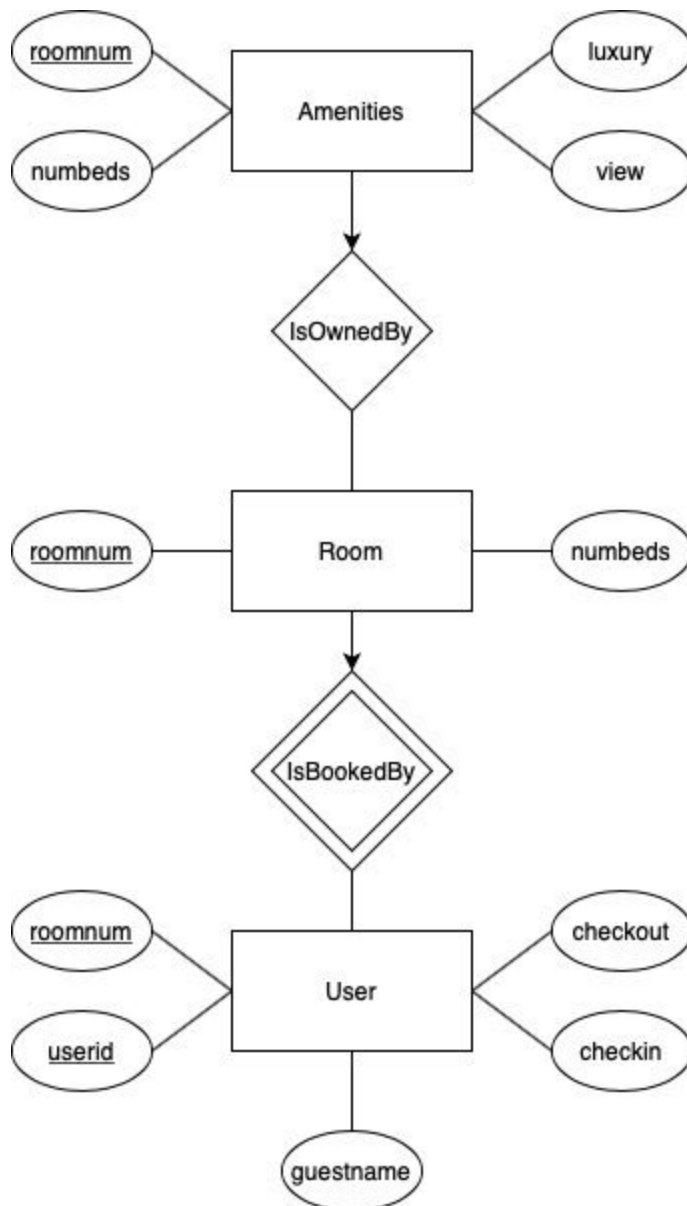 roomnum
luxury
Amenities
numbeds
view
IsOwnedBy
roomnum
Room
numbeds
IsBookedBy
roomnum
checkout
User
userid
checkin
guestname